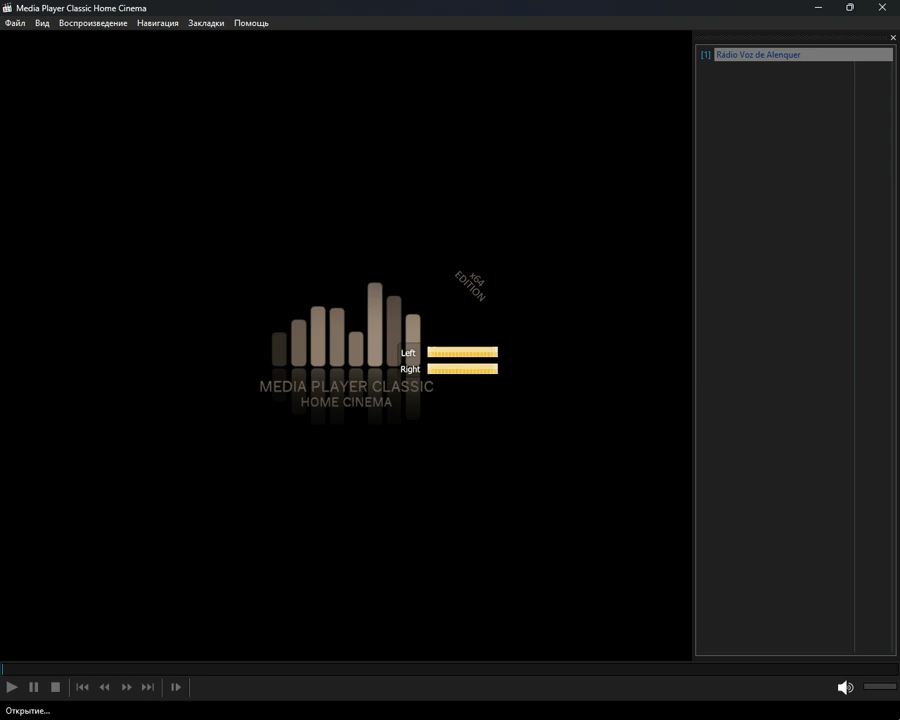 Media Player Classic Home Cinema
Файл Вид Воспроизведение Навигация Закладки Помощь
[1] Rádio Voz de Alenquer
x64
EDITION
Left
Right
MEDIA PLAYER CLASSIC
HOME CINEMA
Открытие...